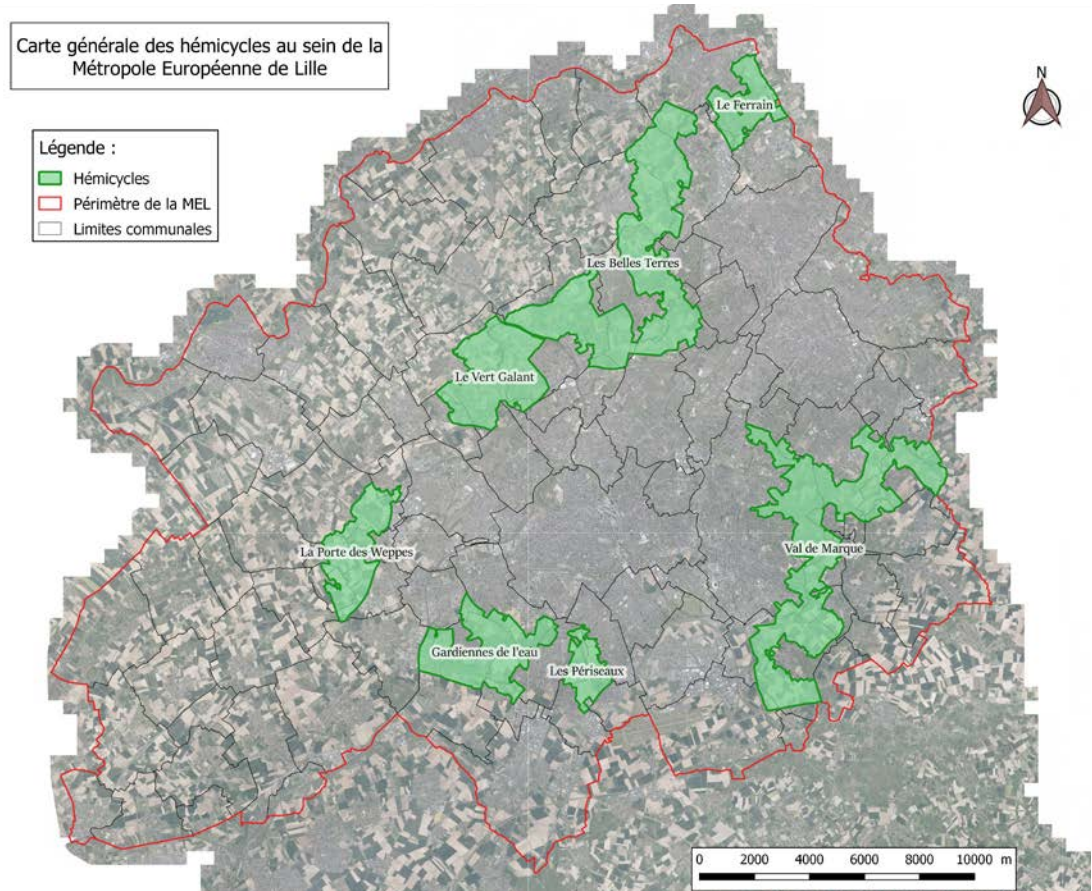 Carte générale des hémicycles au sein de la
Métropole Européenne de Lille
N
Légende :
Hémicycles
Périmètre de la MEL
Limites communales
Le Ferrain
Les Belles Terres
Le Vert Galant
La Porte des Weppes
Val de Marque
Gardiennes de l'eau
Les Périseaux
0 2000 4000 6000 8000 10000 m